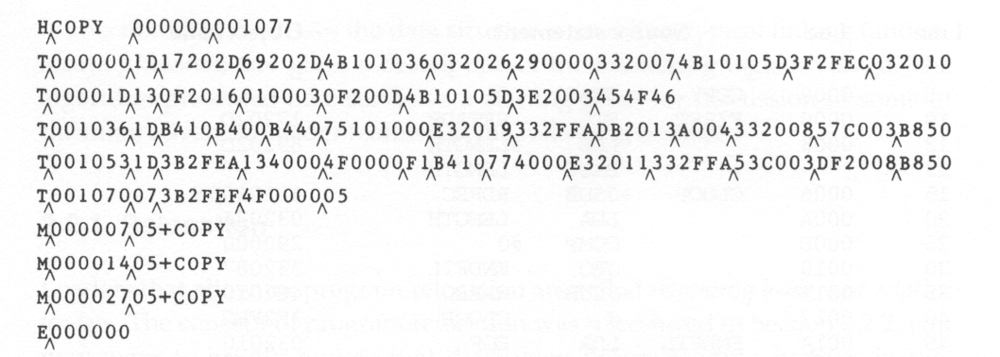 HCOPY  000000001077
T0000001D17202D69202D4B1010360320262900003320074B10105D3F2FEC032010
T00001D130F20160100030F200D4B10105D3E2003454F46
T0010361DB410B400B44075101000E32019332FFADB2013A00433200857C003B850
T0010531D3B2FEA1340004F0000F1B410774000E32011332FFA53C003DF2008B850
T001070073B2FEF4F000005
M00000705+COPY
M00001405+COPY
M00002705+COPY
E000000